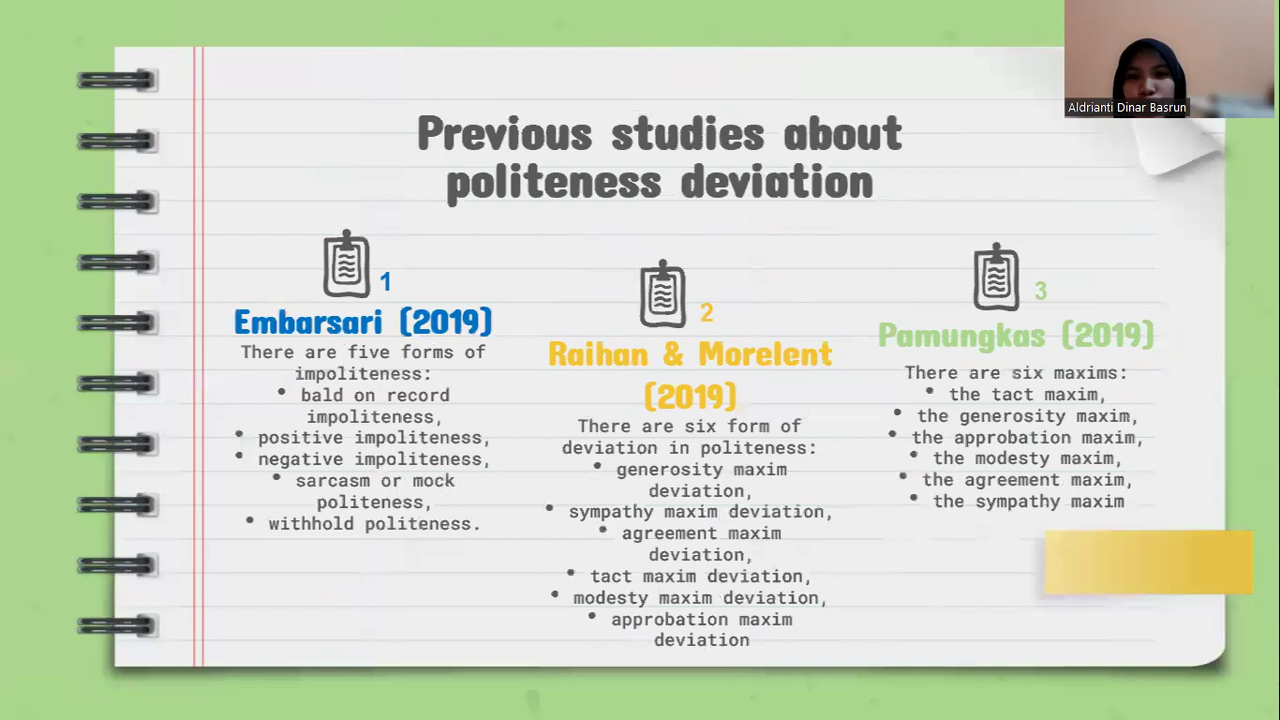 Aldrianti Dinar Basrun
Previous studies about
politeness deviation
1
Embarsari (2019)
There are five forms of
impoliteness:
• bald on record
impoliteness,
• positive impoliteness,
• negative impoliteness,
• sarcasm or mock
politeness,
• withhold politeness.
2
Raihan & Morelent
(2019)
There are six form of
deviation in politeness:
• generosity maxim
deviation,
• sympathy maxim deviation,
• agreement maxim
deviation,
• tact maxim deviation,
• modesty maxim deviation,
• approbation maxim
deviation
3
Pamungkas (2019)
There are six maxims:
• the tact maxim,
• the generosity maxim,
• the approbation maxim,
• the modesty maxim,
• the agreement maxim,
• the sympathy maxim